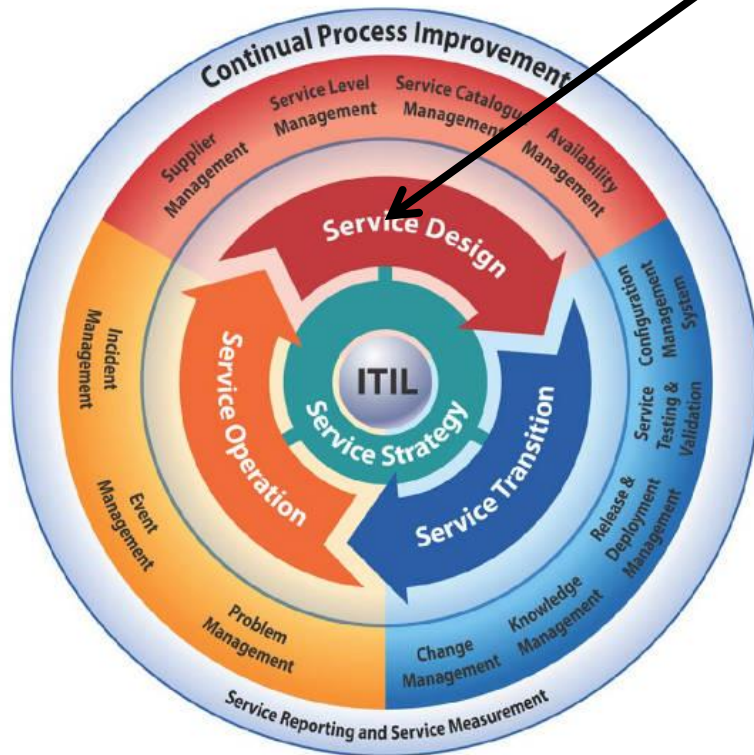 Continual Process Improvement
Supplier
Management
Service Level
Management
Service Catalogue
Management
Availability
Management
Configuration
Management
System
Service
Testing &
Validation
Release &
Deployment
Management
Knowledge
Management
Change
Management
Problem
Management
Event
Management
Incident
Management
Service Design
Service Transition
Service Operation
Service Strategy
ITIL
Service Reporting and Service Measurement